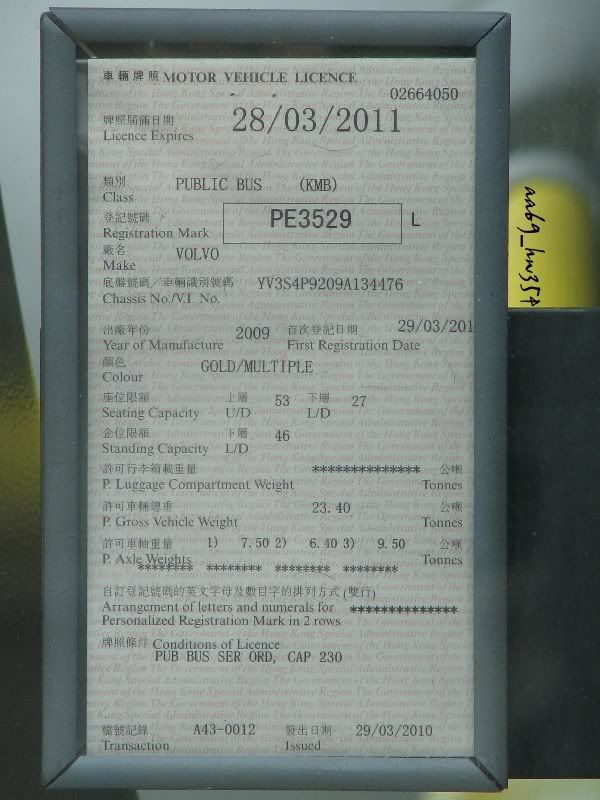 車輛牌照 MOTOR VEHICLE LICENCE
02664050
牌照屆滿日期
Licence Expires 28/03/2011
類別
Class PUBLIC BUS (KMB)
登記號碼
Registration Mark PE3529 L
廠名
Make VOLVO
底盤號碼／車輛識別號碼
Chassis No./V.I. No. YV3S4P9209A134476
出廠年份 首次登記日期
Year of Manufacture 2009 First Registration Date 29/03/201
顏色
Colour GOLD/MULTIPLE
座位限額 上層 53 下層 27
Seating Capacity U/D L/D
企位限額 下層 46
Standing Capacity L/D
許可行李箱載重量 ************** 公噸
P. Luggage Compartment Weight Tonnes
許可車輛總重 23.40 公噸
P. Gross Vehicle Weight Tonnes
許可車軸重量 1) 7.50 2) 6.40 3) 9.50 公噸
P. Axle Weights Tonnes
******** ******** ******** ********
自訂登記號碼的英文字母及數目字的排列方式 (雙行)
Arrangement of letters and numerals for **************
Personalized Registration Mark in 2 rows
牌照條件 Conditions of Licence
PUB BUS SER ORD, CAP 230
檔號記錄 A43-0012 發出日期 29/03/2010
Transaction Issued